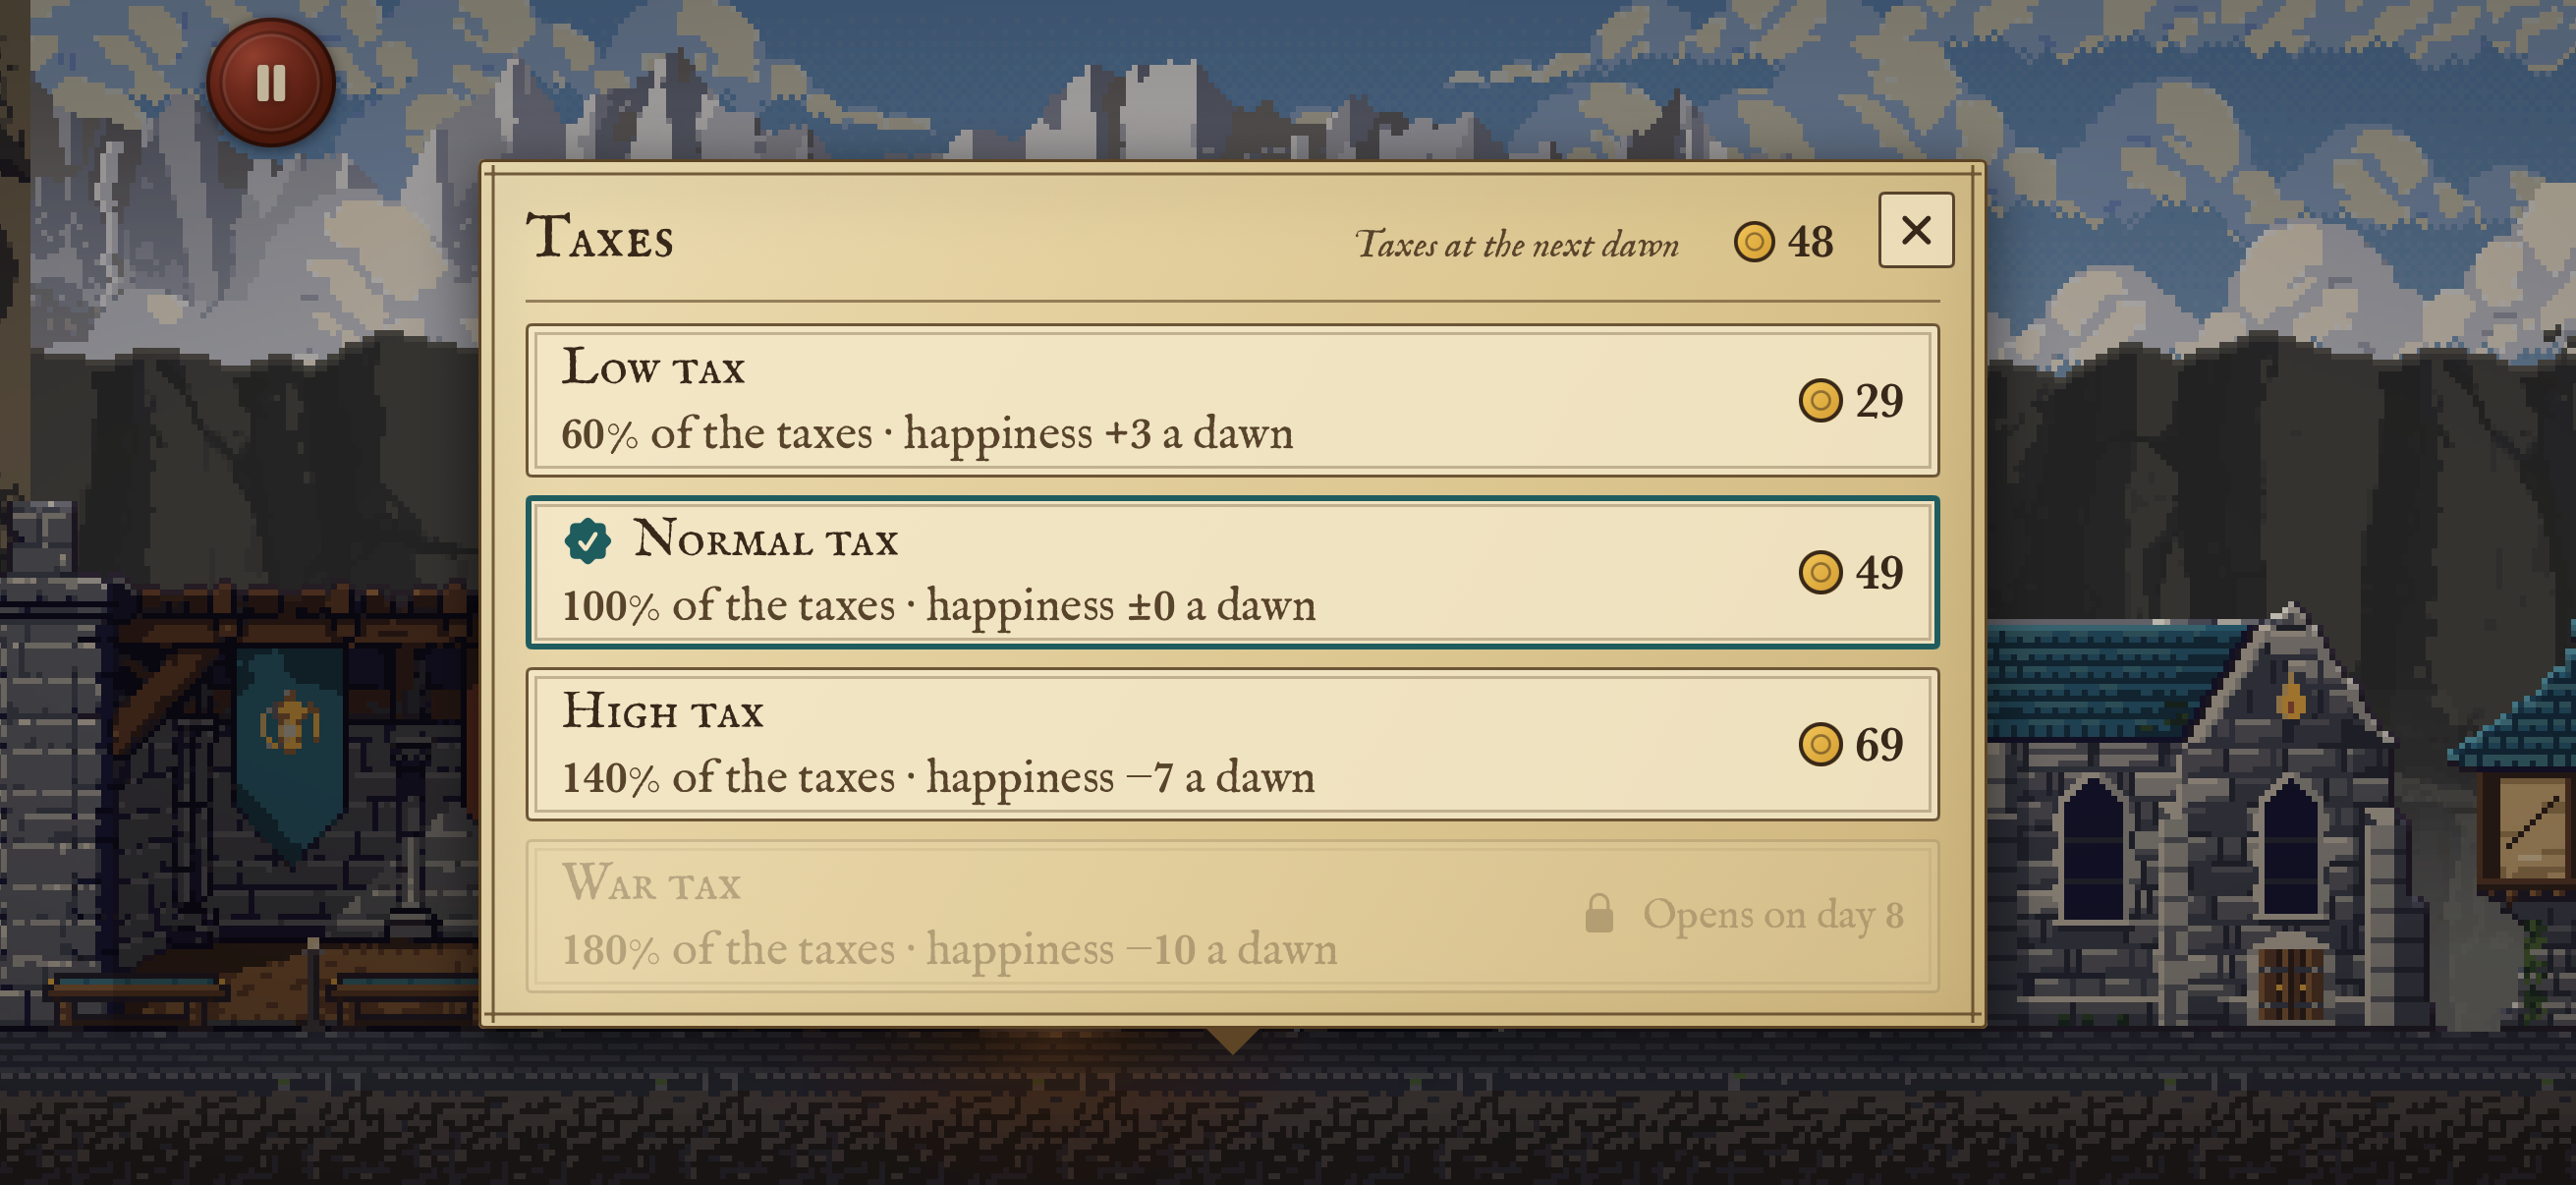 Taxes
Taxes at the next dawn 48
Low tax
60% of the taxes · happiness +3 a dawn
29
Normal tax
100% of the taxes · happiness ±0 a dawn
49
High tax
140% of the taxes · happiness −7 a dawn
69
War tax
180% of the taxes · happiness −10 a dawn
Opens on day 8